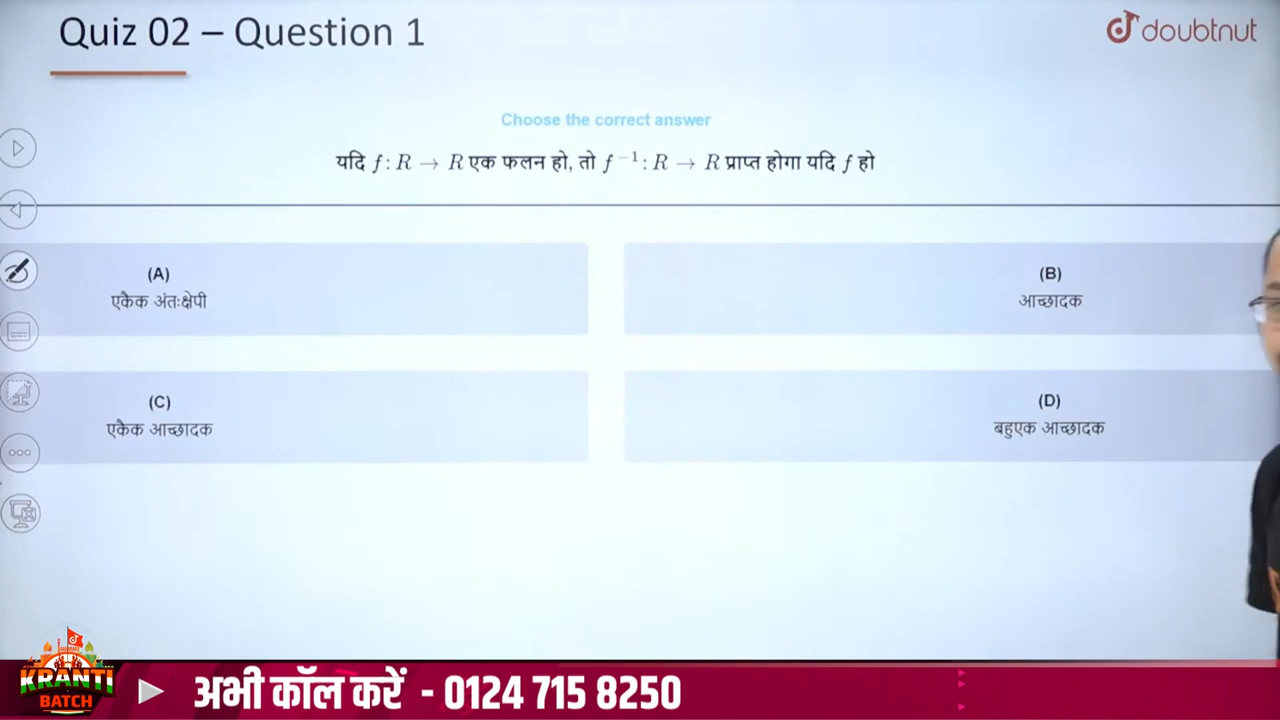 Quiz 02 – Question 1
doubtnut
Choose the correct answer
यदि f : R → R एक फलन हो, तो f⁻¹ : R → R प्राप्त होगा यदि f हो
(A)
एकैक अंतःक्षेपी
(B)
आच्छादक
(C)
एकैक आच्छादक
(D)
बहुएक आच्छादक
KRANTI
BATCH
अभी कॉल करें - 0124 715 8250